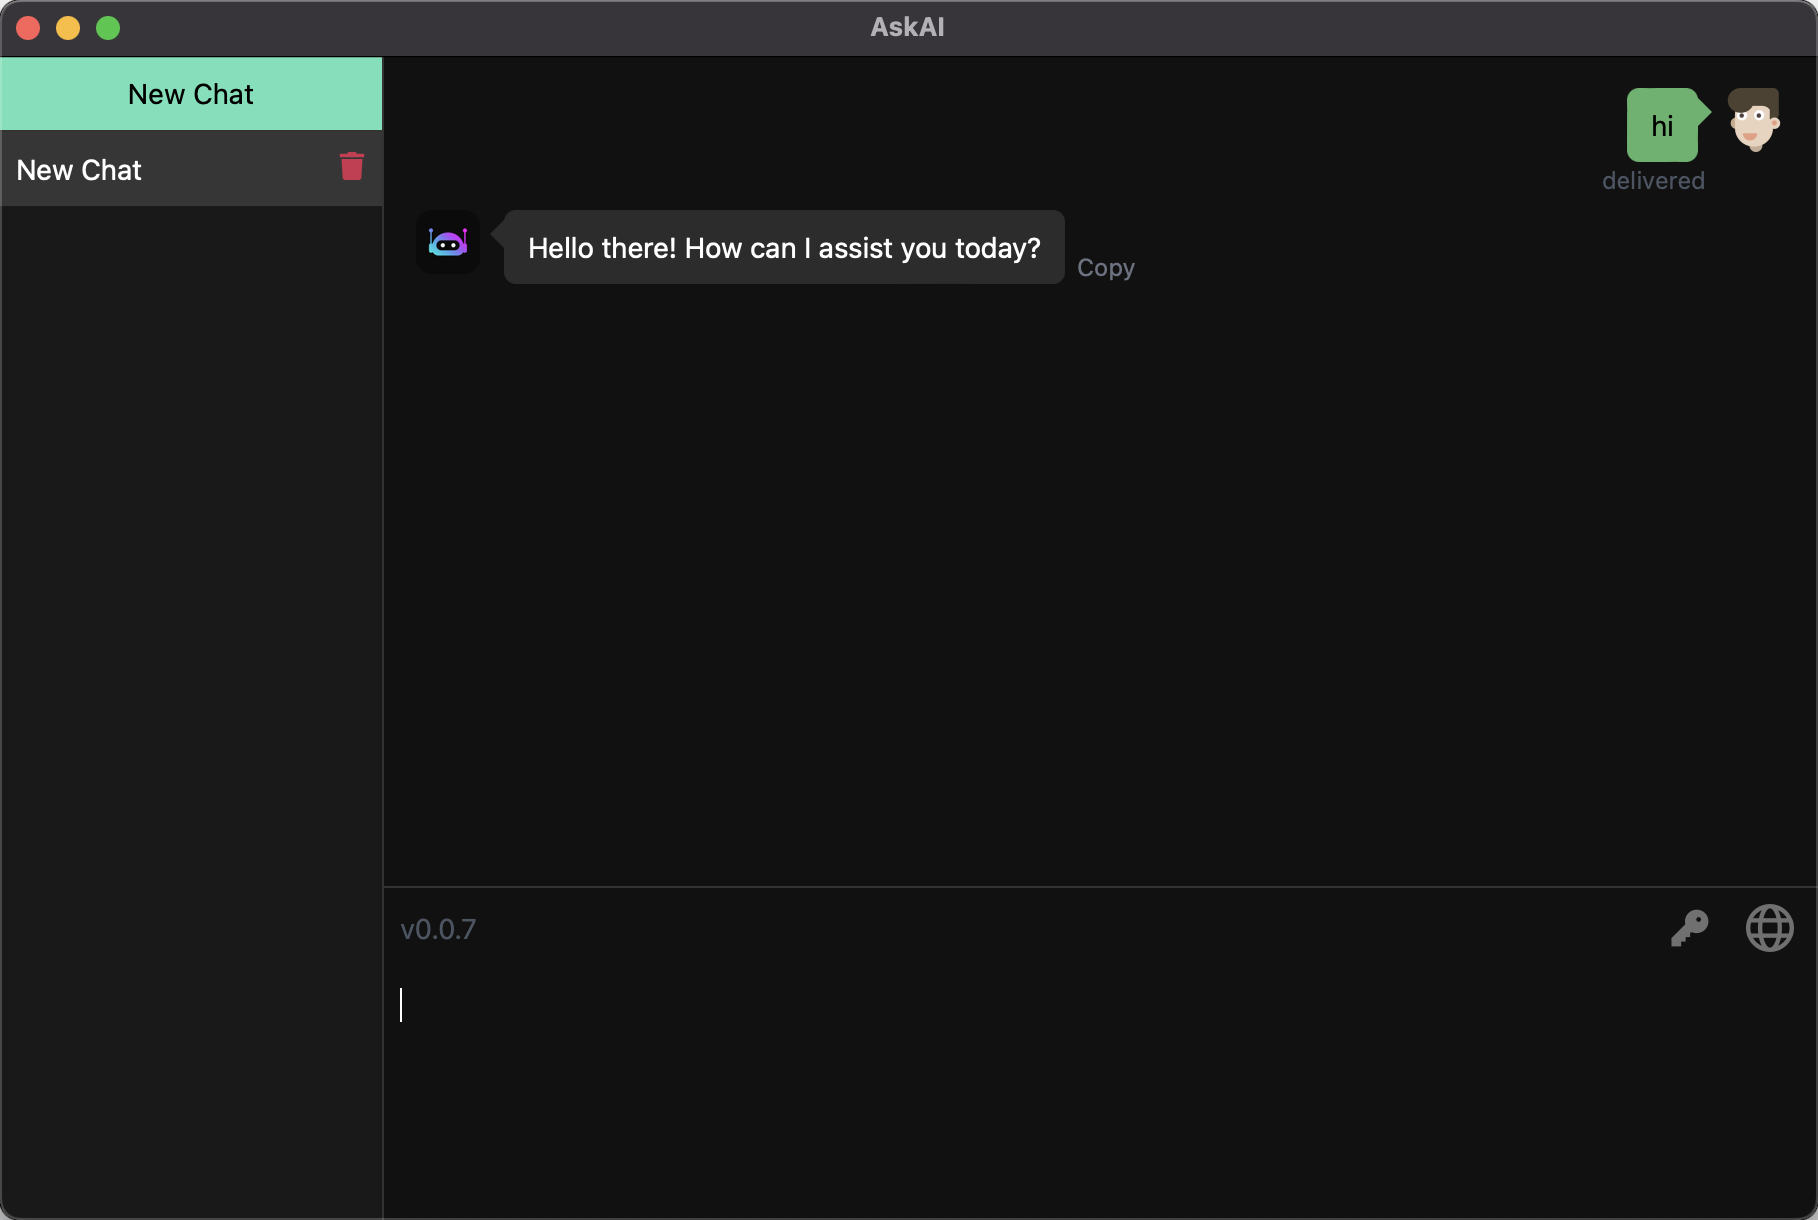 AskAI
New Chat
New Chat
hi
delivered
Hello there! How can I assist you today?
Copy
v0.0.7